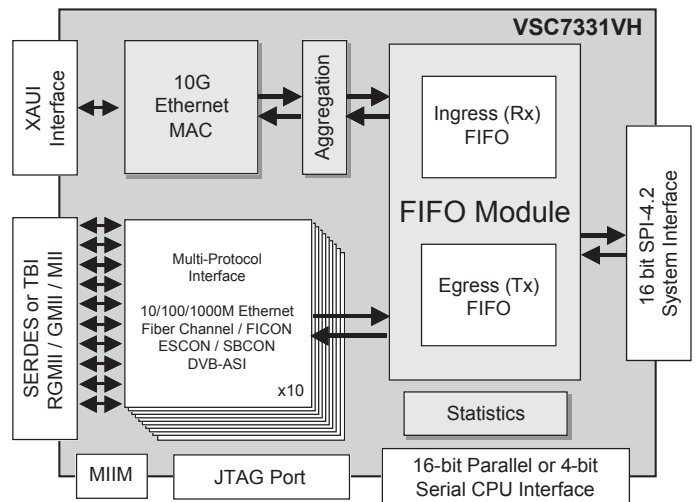 VSC7331VH
XAUI
Interface
10G
Ethernet
MAC
Aggregation
Ingress (Rx)
FIFO
FIFO Module
Egress (Tx)
FIFO
16 bit SPI-4.2
System Interface
SERDES or TBI
RGMII / GMII / MII
Multi-Protocol
Interface
10/100/1000M Ethernet
Fiber Channel / FICON
ESCON / SBCON
DVB-ASI
x10
Statistics
MIIM
JTAG Port
16-bit Parallel or 4-bit
Serial CPU Interface